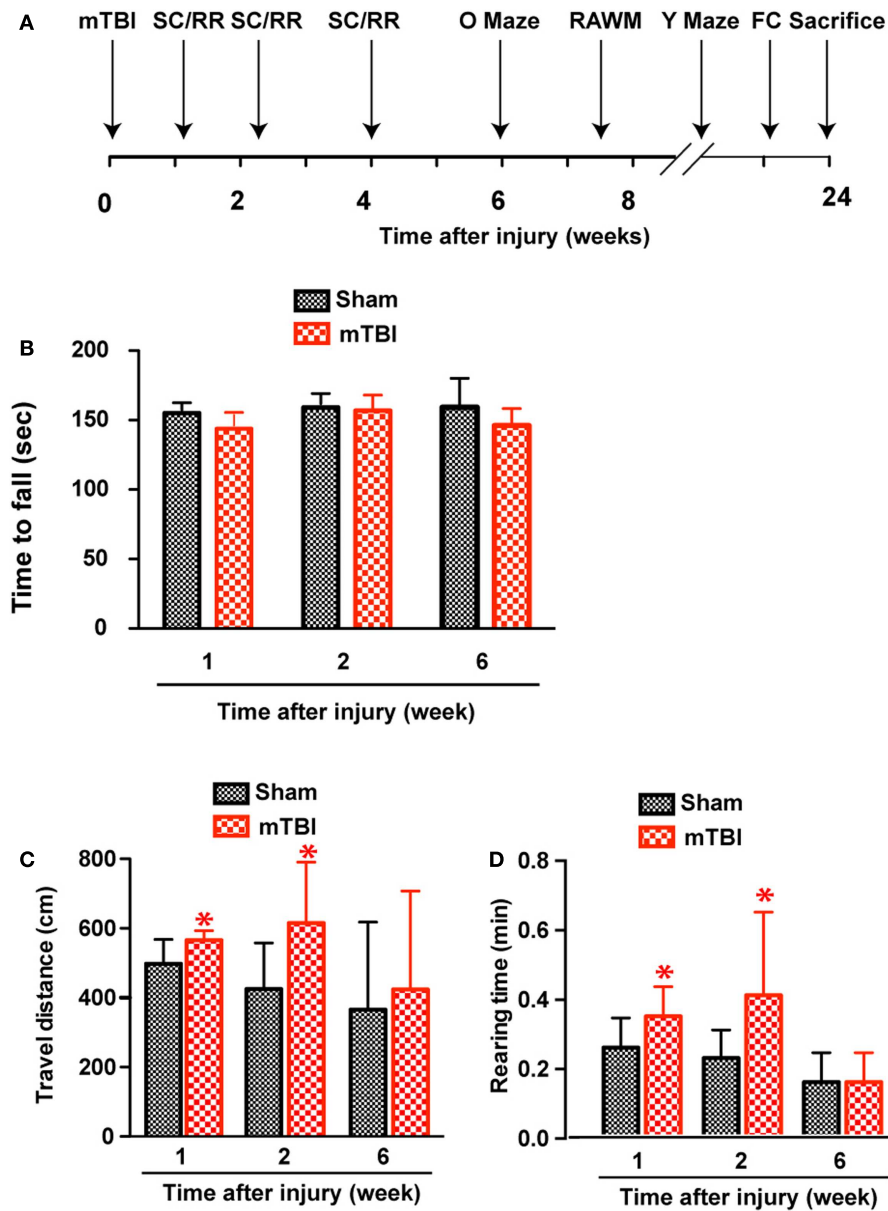 A
mTBI SC/RR SC/RR SC/RR O Maze RAWM Y Maze FC Sacrifice
0 2 4 6 8 24
Time after injury (weeks)
B
Sham
mTBI
Time to fall (sec)
200
150
100
50
0
1 2 6
Time after injury (week)
C
Sham
mTBI
Travel distance (cm)
800
600
400
200
0
* *
1 2 6
Time after injury (week)
D
Sham
mTBI
Rearing time (min)
0.8
0.6
0.4
0.2
0.0
* *
1 2 6
Time after injury (week)